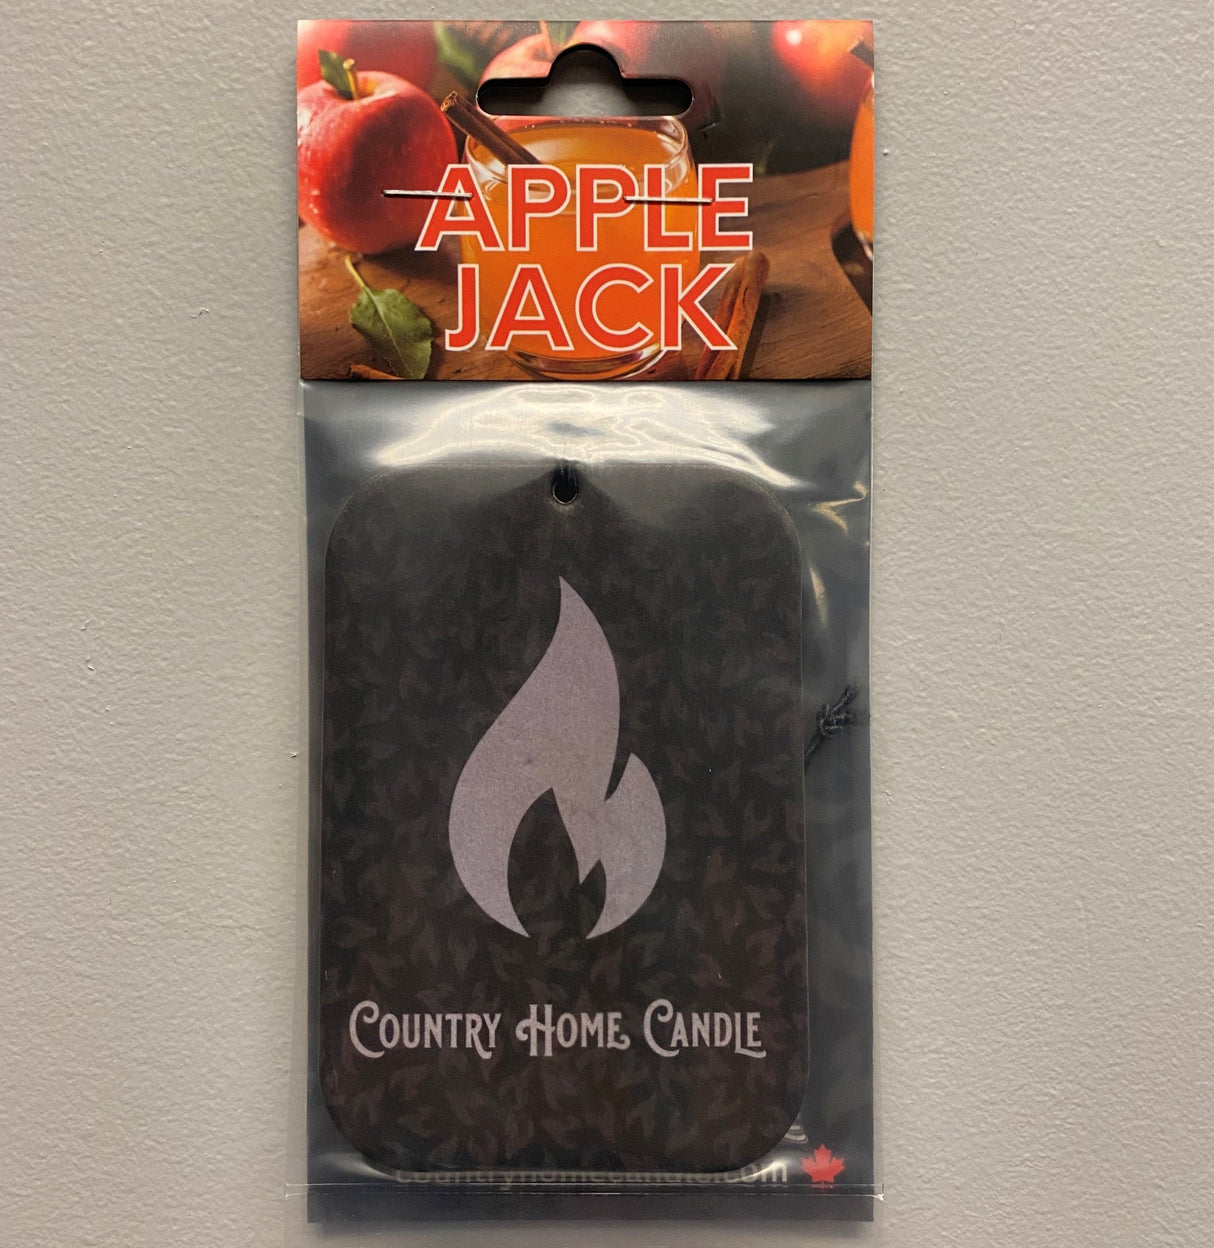 APPLE
JACK
COUNTRY HOME CANDLE
countryhomecandle.com